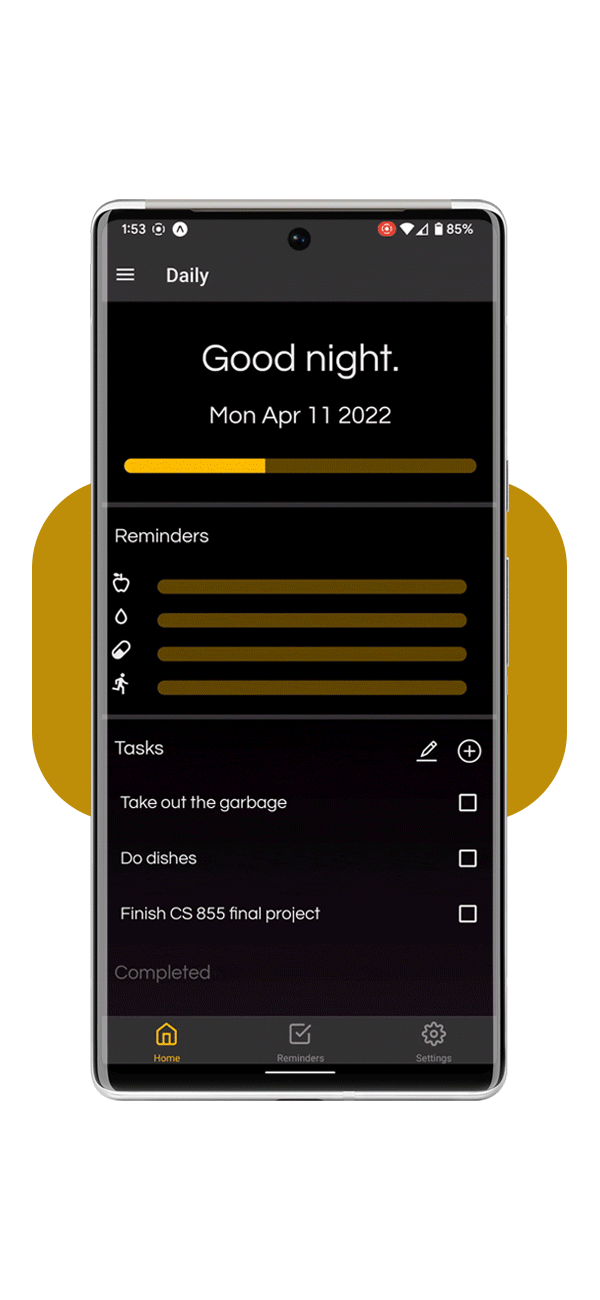 1:53 85%
Daily
Good night.
Mon Apr 11 2022
Reminders
Tasks
Take out the garbage
Do dishes
Finish CS 855 final project
Completed
Home Reminders Settings